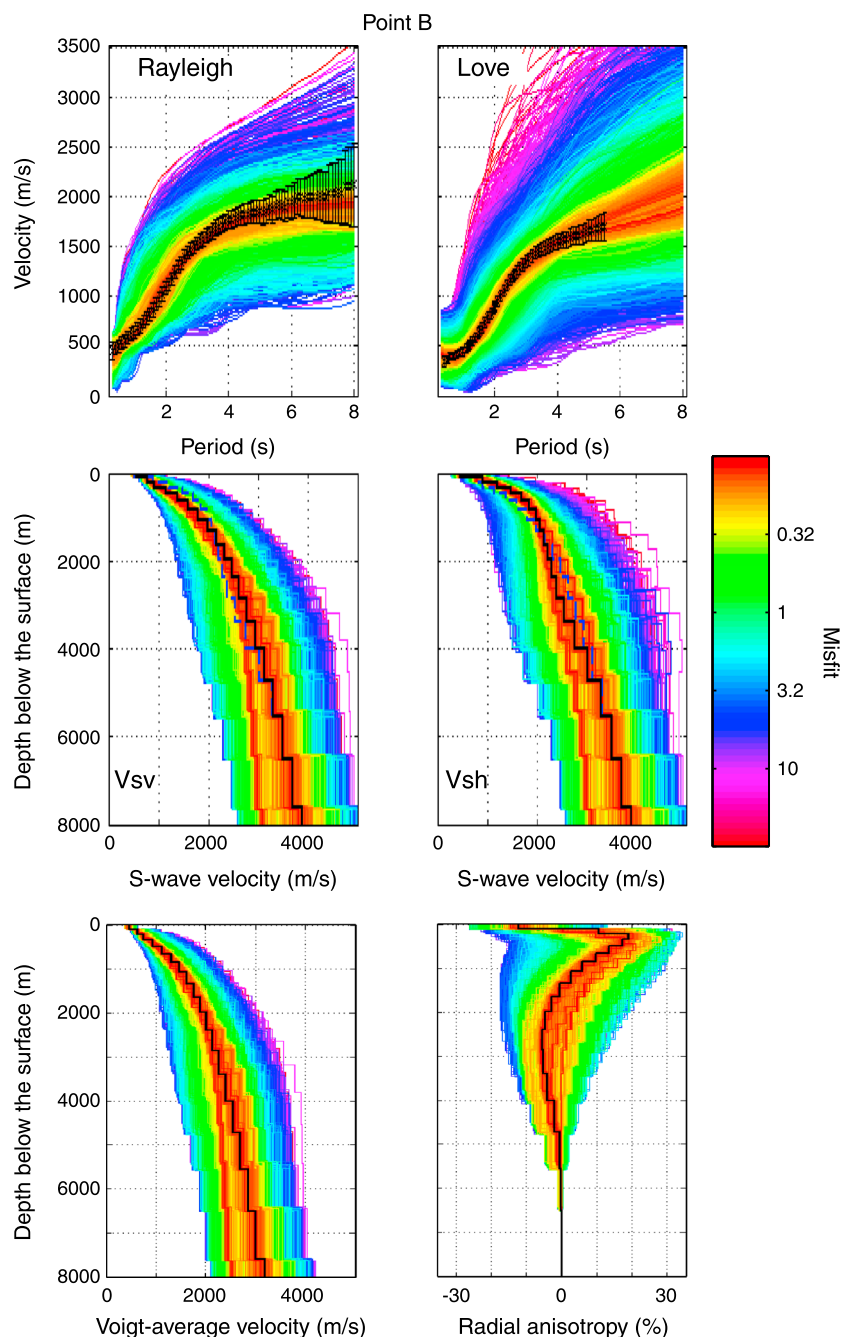 Point B
Rayleigh
Love
3500
3000
2500
2000
1500
1000
500
0
Velocity (m/s)
2 4 6 8
2 4 6 8
Period (s)
Period (s)
0
2000
4000
6000
8000
Depth below the surface (m)
Vsv
Vsh
0 2000 4000
0 2000 4000
S-wave velocity (m/s)
S-wave velocity (m/s)
0.32
1
3.2
10
Misfit
0
2000
4000
6000
8000
Depth below the surface (m)
0 2000 4000
-30 0 30
Voigt-average velocity (m/s)
Radial anisotropy (%)